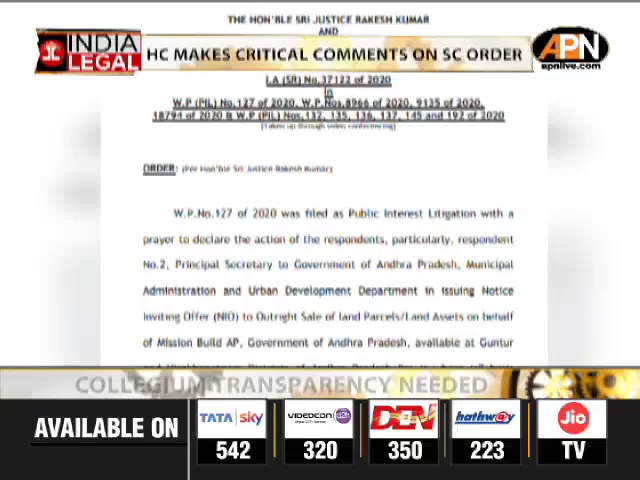 THE HON'BLE SRI JUSTICE RAKESH KUMAR
AND
INDIA
LEGAL
HC MAKES CRITICAL COMMENTS ON SC ORDER
APN
apnlive.com
I.A (SR) No.37122 of 2020
in
W.P (PIL) No.127 of 2020, W.P.Nos.8966 of 2020, 9135 of 2020,
18794 of 2020 & W.P (PIL) Nos.132, 135, 136, 137, 145 and 192 of 2020
(Taken up through video conferencing)
ORDER: (Per Hon'ble Sri Justice Rakesh Kumar)
W.P.No.127 of 2020 was filed as Public Interest Litigation with a
prayer to declare the action of the respondents, particularly, respondent
No.2, Principal Secretary to Government of Andhra Pradesh, Municipal
Administration and Urban Development Department in issuing Notice
Inviting Offer (NIO) to Outright Sale of land Parcels/Land Assets on behalf
of Mission Build AP, Government of Andhra Pradesh, available at Guntur
COLLEGIUM TRANSPARENCY NEEDED
AVAILABLE ON
TATA sky
542
VIDEOCON d2h
320
DEN
350
hathway
223
Jio
TV